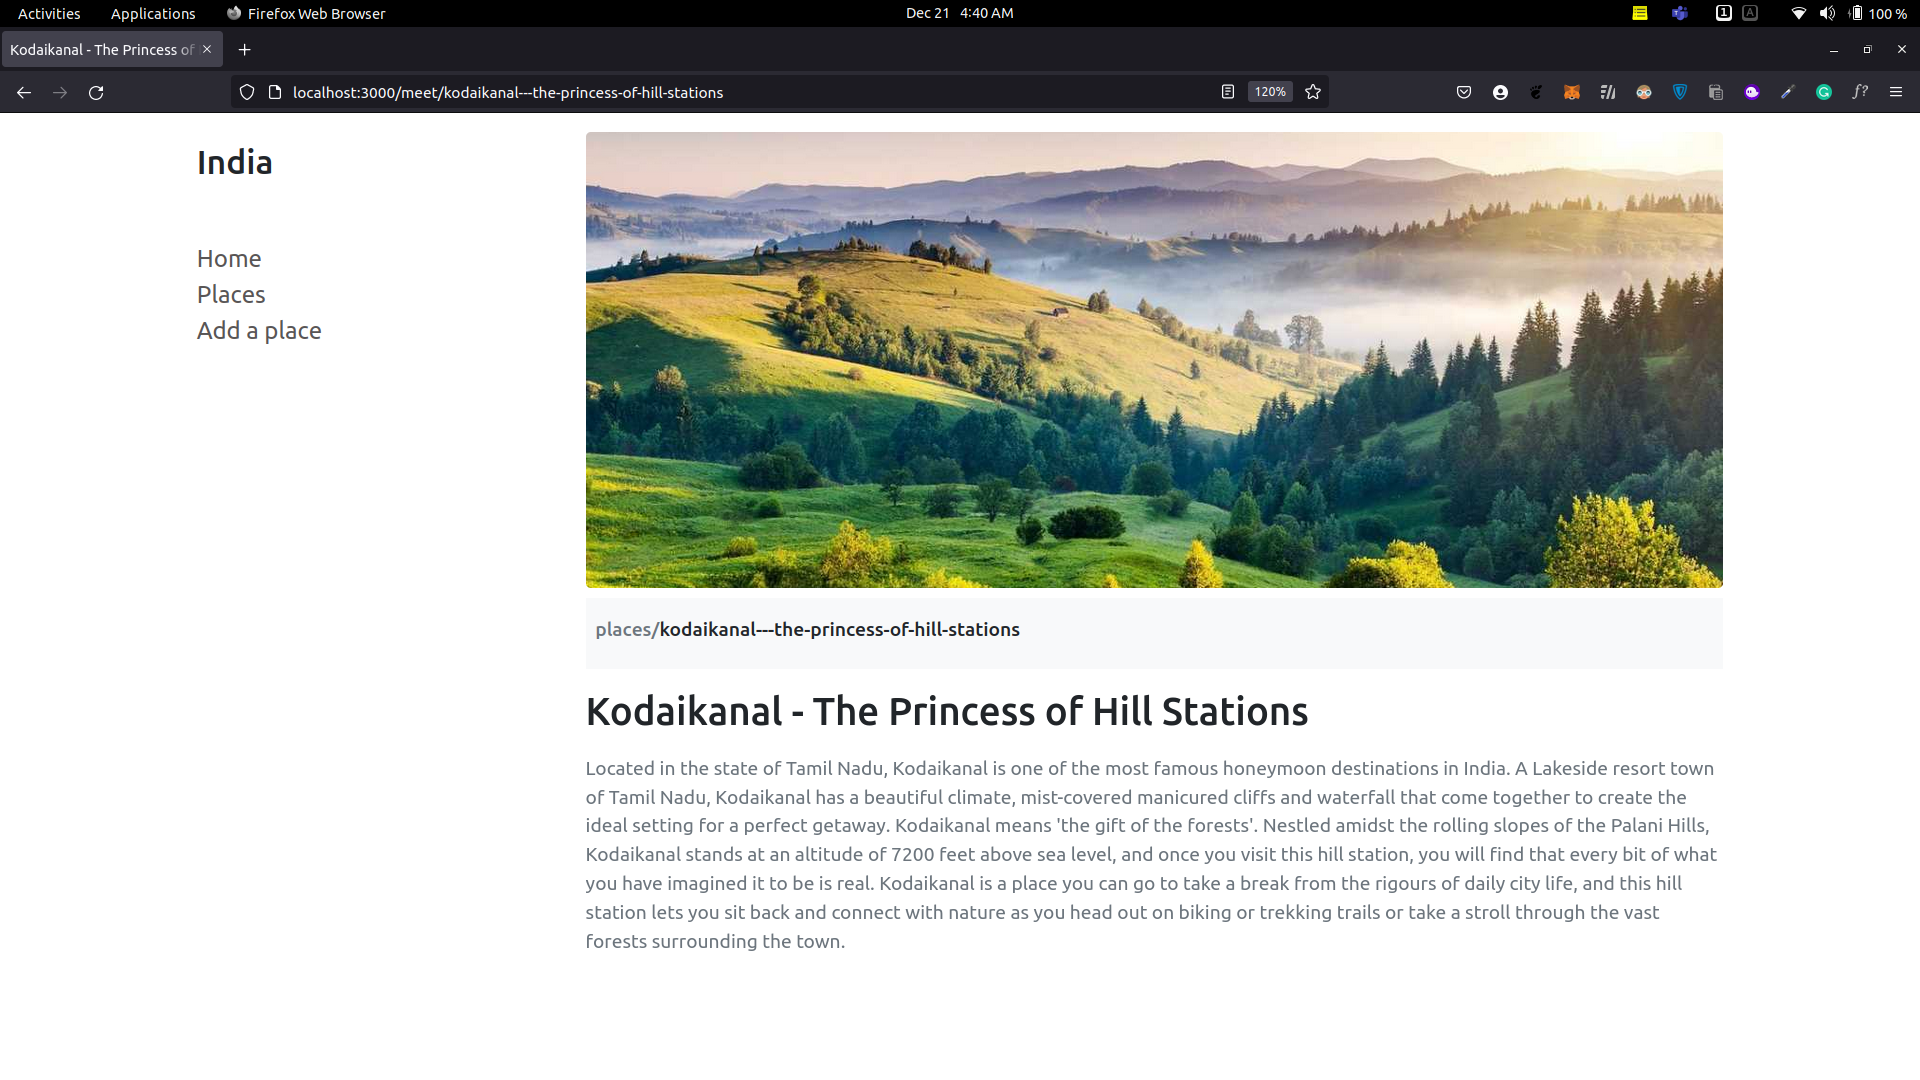 Activities Applications Firefox Web Browser Dec 21 4:40 AM 1 A 100 %
Kodaikanal - The Princess of
localhost:3000/meet/kodaikanal---the-princess-of-hill-stations 120% f?
India
Home
Places
Add a place
places/kodaikanal---the-princess-of-hill-stations
Kodaikanal - The Princess of Hill Stations
Located in the state of Tamil Nadu, Kodaikanal is one of the most famous honeymoon destinations in India. A Lakeside resort town
of Tamil Nadu, Kodaikanal has a beautiful climate, mist-covered manicured cliffs and waterfall that come together to create the
ideal setting for a perfect getaway. Kodaikanal means 'the gift of the forests'. Nestled amidst the rolling slopes of the Palani Hills,
Kodaikanal stands at an altitude of 7200 feet above sea level, and once you visit this hill station, you will find that every bit of what
you have imagined it to be is real. Kodaikanal is a place you can go to take a break from the rigours of daily city life, and this hill
station lets you sit back and connect with nature as you head out on biking or trekking trails or take a stroll through the vast
forests surrounding the town.